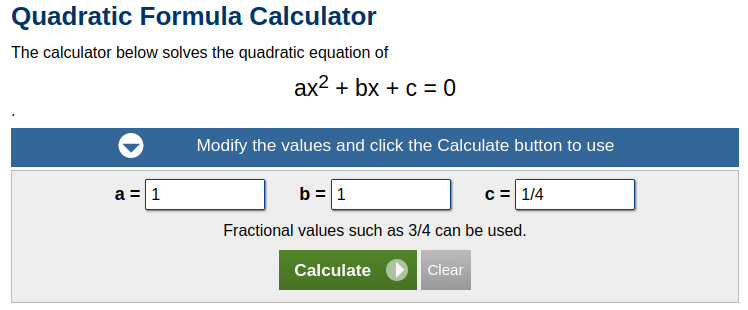 Quadratic Formula Calculator
The calculator below solves the quadratic equation of
ax² + bx + c = 0
.
Modify the values and click the Calculate button to use
a = 1 b = 1 c = 1/4
Fractional values such as 3/4 can be used.
Calculate Clear